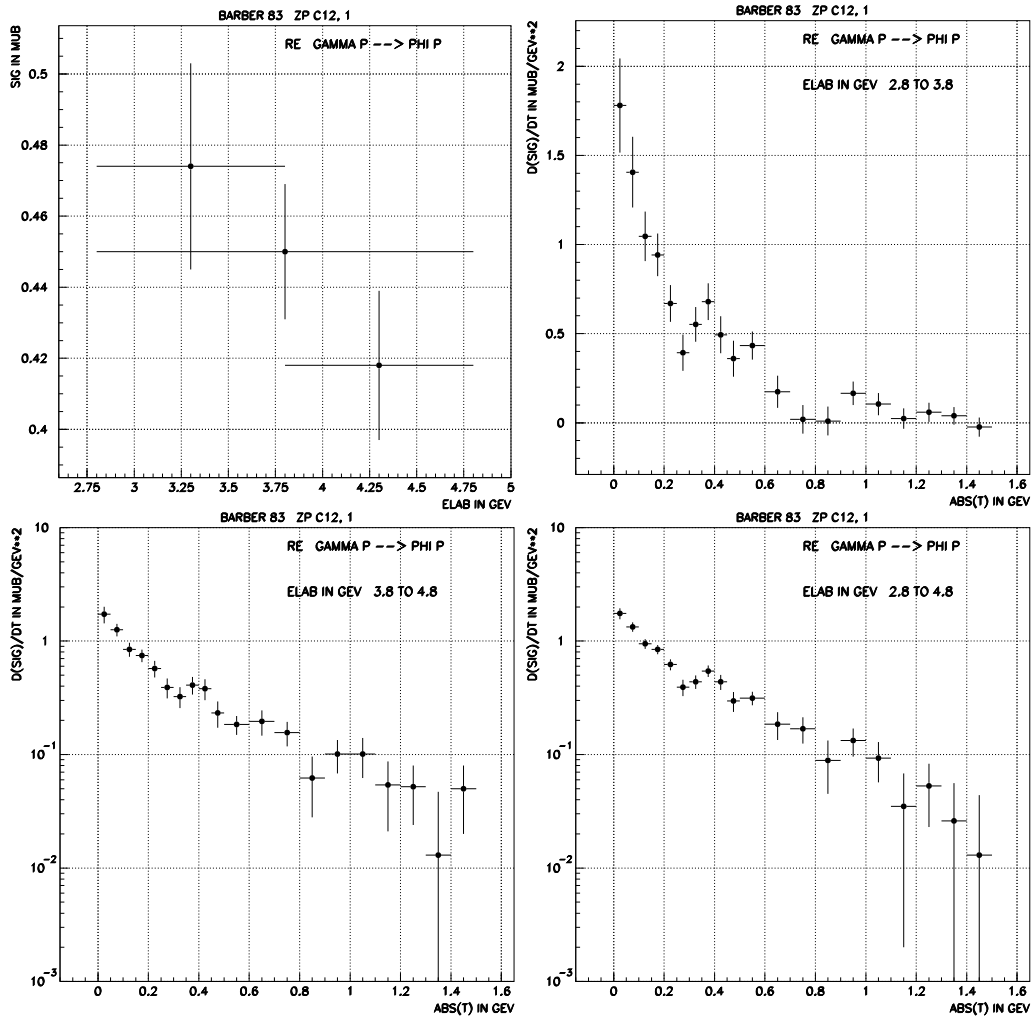 BARBER 83 ZP C12, 1
SIG IN MUB
RE GAMMA P --> PHI P
0.5
0.48
0.46
0.44
0.42
0.4
2.75 3 3.25 3.5 3.75 4 4.25 4.5 4.75 5
ELAB IN GEV
BARBER 83 ZP C12, 1
D(SIG)/DT IN MUB/GEV**2
RE GAMMA P --> PHI P
ELAB IN GEV 2.8 TO 3.8
2
1.5
1
0.5
0
0 0.2 0.4 0.6 0.8 1 1.2 1.4 1.6
ABS(T) IN GEV
BARBER 83 ZP C12, 1
D(SIG)/DT IN MUB/GEV**2
RE GAMMA P --> PHI P
ELAB IN GEV 3.8 TO 4.8
10
1
10⁻¹
10⁻²
10⁻³
0 0.2 0.4 0.6 0.8 1 1.2 1.4 1.6
ABS(T) IN GEV
BARBER 83 ZP C12, 1
D(SIG)/DT IN MUB/GEV**2
RE GAMMA P --> PHI P
ELAB IN GEV 2.8 TO 4.8
10
1
10⁻¹
10⁻²
10⁻³
0 0.2 0.4 0.6 0.8 1 1.2 1.4 1.6
ABS(T) IN GEV